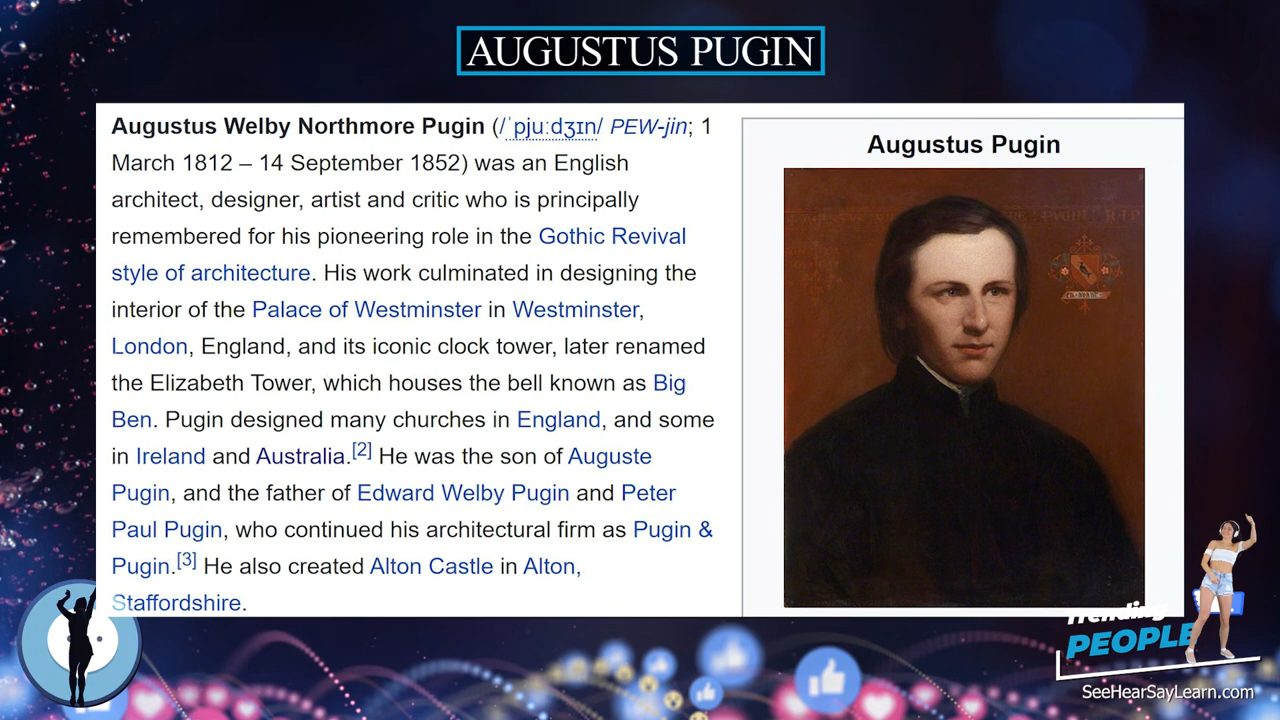 AUGUSTUS PUGIN
Augustus Welby Northmore Pugin (/ˈpjuːdʒɪn/ PEW-jin; 1
March 1812 – 14 September 1852) was an English
architect, designer, artist and critic who is principally
remembered for his pioneering role in the Gothic Revival
style of architecture. His work culminated in designing the
interior of the Palace of Westminster in Westminster,
London, England, and its iconic clock tower, later renamed
the Elizabeth Tower, which houses the bell known as Big
Ben. Pugin designed many churches in England, and some
in Ireland and Australia.[2] He was the son of Auguste
Pugin, and the father of Edward Welby Pugin and Peter
Paul Pugin, who continued his architectural firm as Pugin &
Pugin.[3] He also created Alton Castle in Alton,
Staffordshire.
Augustus Pugin
Trending
PEOPLE
SeeHearSayLearn.com